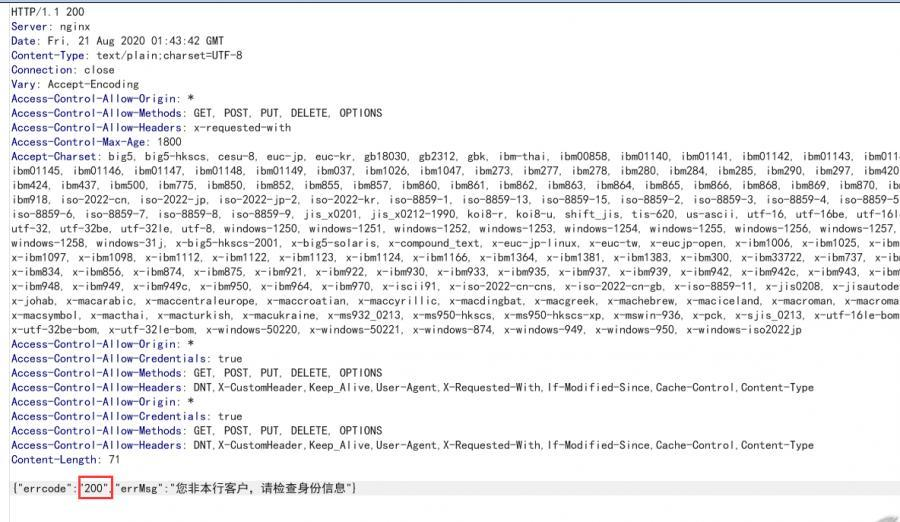 HTTP/1.1 200
Server: nginx
Date: Fri, 21 Aug 2020 01:43:42 GMT
Content-Type: text/plain;charset=UTF-8
Connection: close
Vary: Accept-Encoding
Access-Control-Allow-Origin: *
Access-Control-Allow-Methods: GET, POST, PUT, DELETE, OPTIONS
Access-Control-Allow-Headers: x-requested-with
Access-Control-Max-Age: 1800
Accept-Charset: big5, big5-hkscs, cesu-8, euc-jp, euc-kr, gb18030, gb2312, gbk, ibm-thai, ibm00858, ibm01140, ibm01141, ibm01142, ibm01143, ibm011
ibm01145, ibm01146, ibm01147, ibm01148, ibm01149, ibm037, ibm1026, ibm1047, ibm273, ibm277, ibm278, ibm280, ibm284, ibm285, ibm290, ibm297, ibm420
ibm424, ibm437, ibm500, ibm775, ibm850, ibm852, ibm855, ibm857, ibm860, ibm861, ibm862, ibm863, ibm864, ibm865, ibm866, ibm868, ibm869, ibm870, ibm
ibm918, iso-2022-cn, iso-2022-jp, iso-2022-jp-2, iso-2022-kr, iso-8859-1, iso-8859-13, iso-8859-15, iso-8859-2, iso-8859-3, iso-8859-4, iso-8859-5
iso-8859-6, iso-8859-7, iso-8859-8, iso-8859-9, jis_x0201, jis_x0212-1990, koi8-r, koi8-u, shift_jis, tis-620, us-ascii, utf-16, utf-16be, utf-16le
utf-32, utf-32be, utf-32le, utf-8, windows-1250, windows-1251, windows-1252, windows-1253, windows-1254, windows-1255, windows-1256, windows-1257,
windows-1258, windows-31j, x-big5-hkscs-2001, x-big5-solaris, x-compound_text, x-euc-jp-linux, x-euc-tw, x-eucjp-open, x-ibm1006, x-ibm1025, x-ibm
x-ibm1097, x-ibm1098, x-ibm1112, x-ibm1122, x-ibm1123, x-ibm1124, x-ibm1166, x-ibm1364, x-ibm1381, x-ibm1383, x-ibm300, x-ibm33722, x-ibm737, x-ib
x-ibm834, x-ibm856, x-ibm874, x-ibm875, x-ibm921, x-ibm922, x-ibm930, x-ibm933, x-ibm935, x-ibm937, x-ibm939, x-ibm942, x-ibm942c, x-ibm943, x-ibm
x-ibm948, x-ibm949, x-ibm949c, x-ibm950, x-ibm964, x-ibm970, x-iscii91, x-iso-2022-cn-cns, x-iso-2022-cn-gb, x-iso-8859-11, x-jis0208, x-jisautode
x-johab, x-macarabic, x-maccentraleurope, x-maccroatian, x-maccyrillic, x-macdingbat, x-macgreek, x-machebrew, x-maciceland, x-macroman, x-macroma
x-macsymbol, x-macthai, x-macturkish, x-macukraine, x-ms932_0213, x-ms950-hkscs, x-ms950-hkscs-xp, x-mswin-936, x-pck, x-sjis_0213, x-utf-16le-bom
x-utf-32be-bom, x-utf-32le-bom, x-windows-50220, x-windows-50221, x-windows-874, x-windows-949, x-windows-950, x-windows-iso2022jp
Access-Control-Allow-Origin: *
Access-Control-Allow-Credentials: true
Access-Control-Allow-Methods: GET, POST, PUT, DELETE, OPTIONS
Access-Control-Allow-Headers: DNT,X-CustomHeader,Keep_Alive,User-Agent,X-Requested-With,If-Modified-Since,Cache-Control,Content-Type
Access-Control-Allow-Origin: *
Access-Control-Allow-Credentials: true
Access-Control-Allow-Methods: GET, POST, PUT, DELETE, OPTIONS
Access-Control-Allow-Headers: DNT,X-CustomHeader,Keep_Alive,User-Agent,X-Requested-With,If-Modified-Since,Cache-Control,Content-Type
Content-Length: 71
{"errcode":"200","errMsg":"您非本行客户，请检查身份信息"}